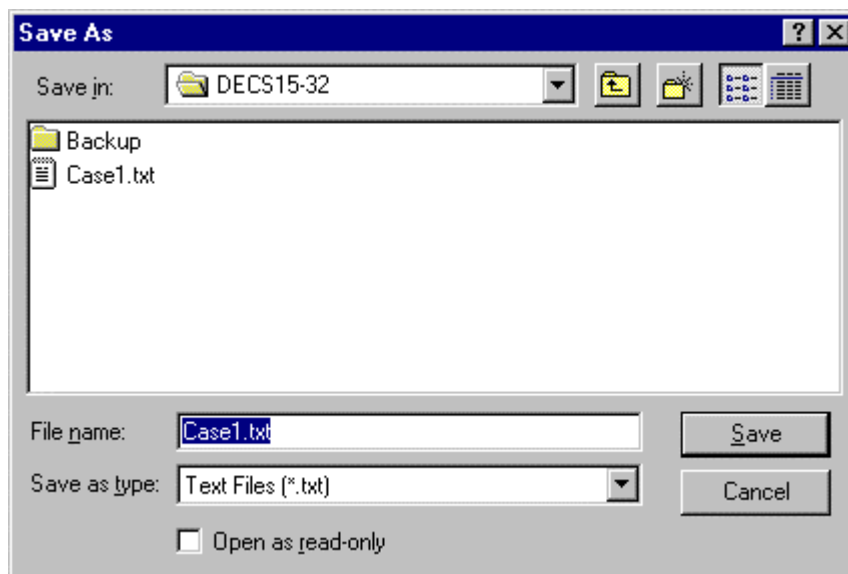 Save As
Save in: DECS15-32
Backup
Case1.txt
File name: Case1.txt Save
Save as type: Text Files (*.txt) Cancel
Open as read-only